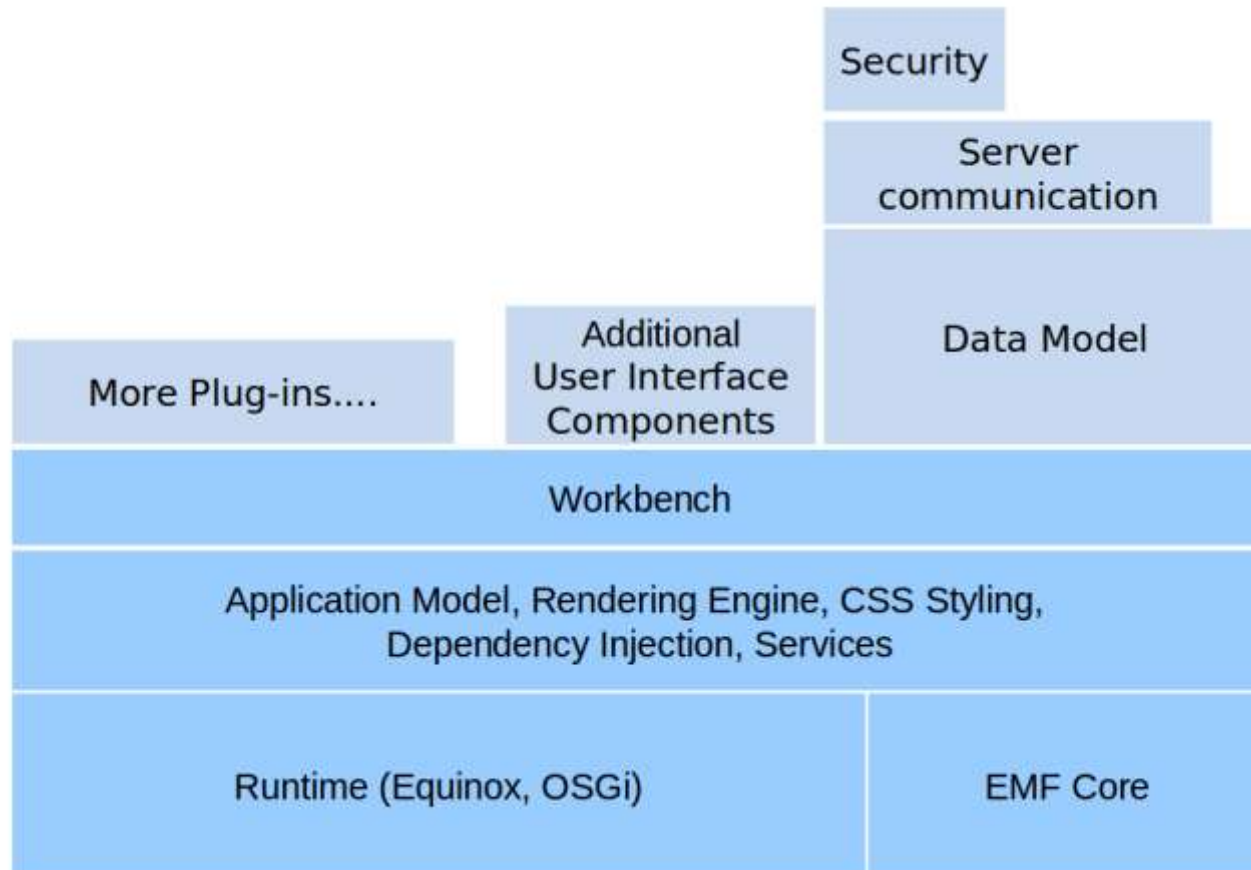 Security
Server
communication
Data Model
Additional
User Interface
Components
More Plug-ins....
Workbench
Application Model, Rendering Engine, CSS Styling,
Dependency Injection, Services
Runtime (Equinox, OSGi)
EMF Core